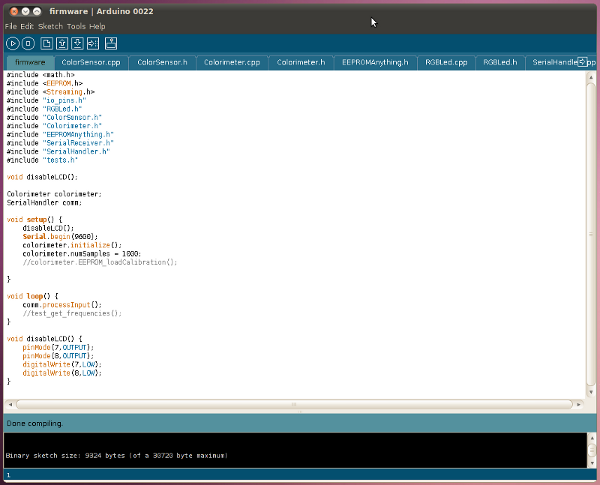 firmware | Arduino 0022
File Edit Sketch Tools Help
firmware ColorSensor.cpp ColorSensor.h Colorimeter.cpp Colorimeter.h EEPROMAnything.h RGBLed.cpp RGBLed.h
#include <math.h>
#include <EEPROM.h>
#include <Streaming.h>
#include "io_pins.h"
#include "RGBLed.h"
#include "ColorSensor.h"
#include "Colorimeter.h"
#include "EEPROMAnything.h"
#include "SerialReceiver.h"
#include "SerialHandler.h"
#include "tests.h"
void disableLCD();
Colorimeter colorimeter;
SerialHandler comm;
void setup() {
disableLCD();
Serial.begin(9600);
colorimeter.initialize();
colorimeter.numSamples = 1000;
//colorimeter.EEPROM_loadCalibration();
}
void loop() {
comm.processInput();
//test_get_frequencies();
}
void disableLCD() {
pinMode(7,OUTPUT);
pinMode(8,OUTPUT);
digitalWrite(7,LOW);
digitalWrite(8,LOW);
}
Done compiling.
Binary sketch size: 9324 bytes (of a 30720 byte maximum)
1